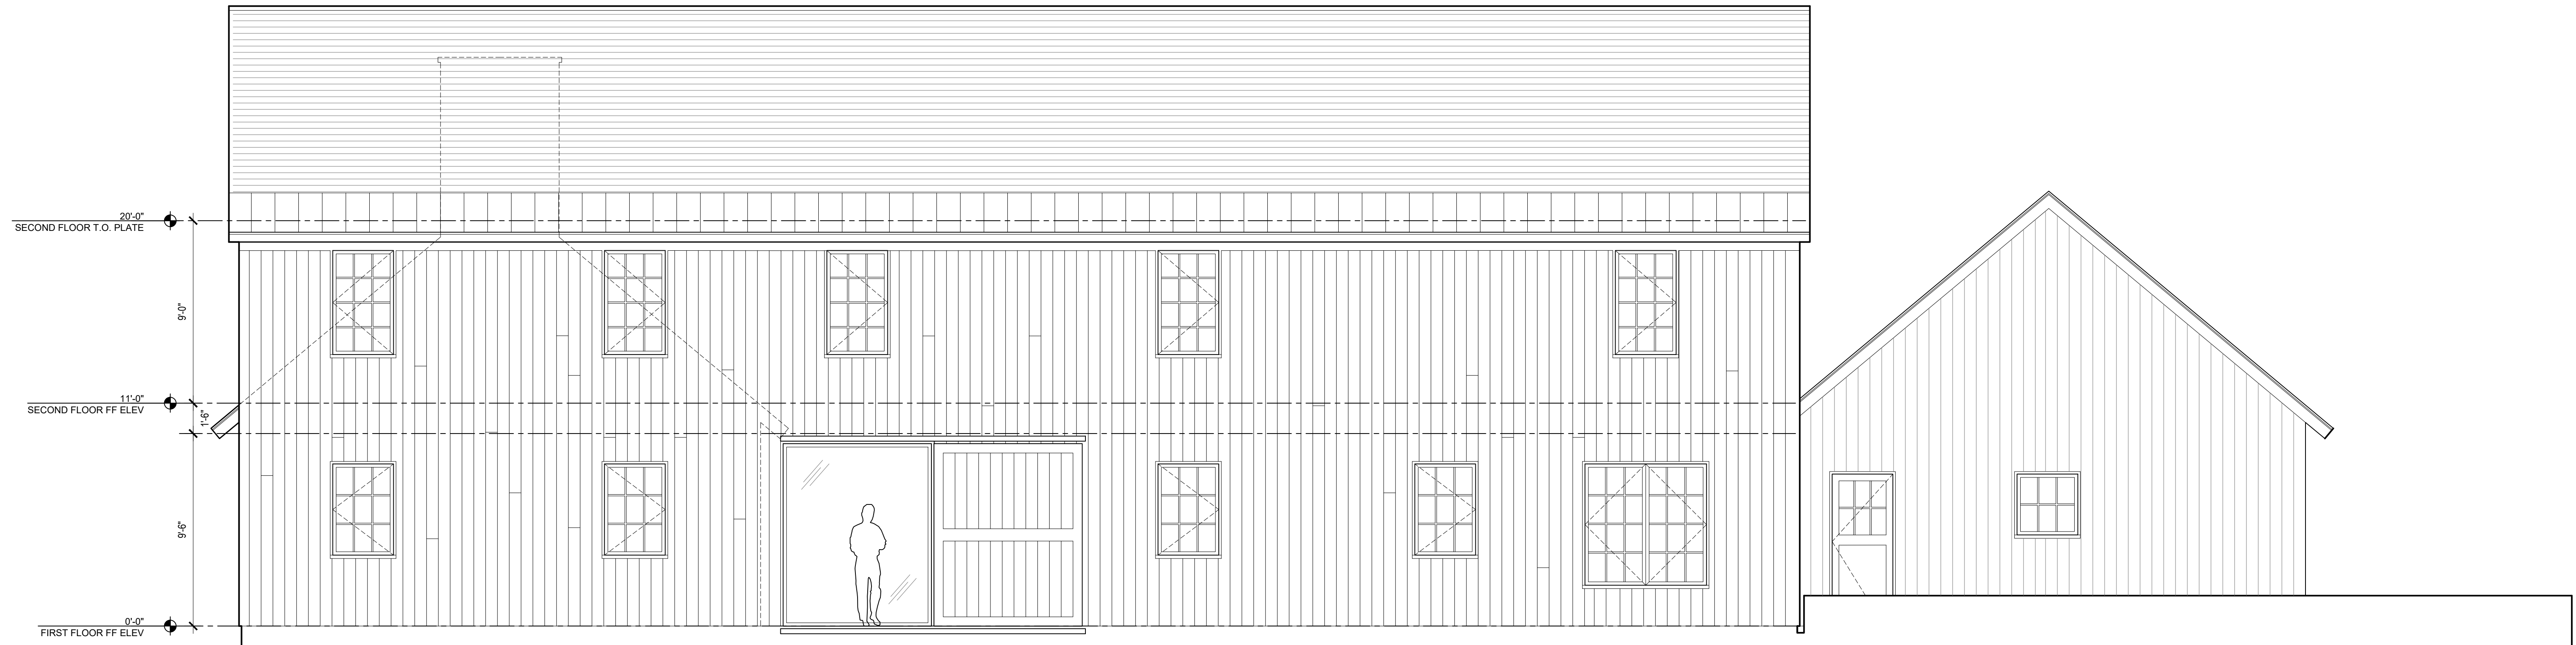 20'-0"
SECOND FLOOR T.O. PLATE
9'-0"
11'-0"
SECOND FLOOR FF ELEV
1'-6"
9'-6"
0'-0"
FIRST FLOOR FF ELEV